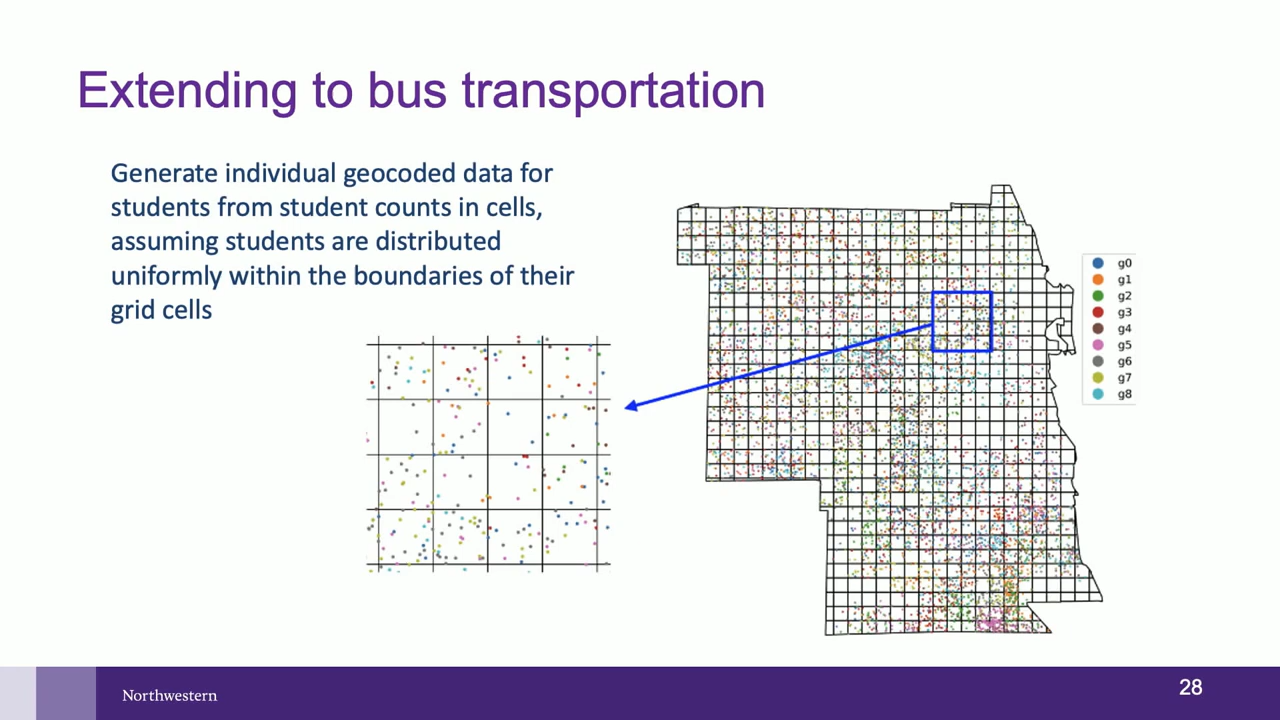 Extending to bus transportation
Generate individual geocoded data for
students from student counts in cells,
assuming students are distributed
uniformly within the boundaries of their
grid cells
g0
g1
g2
g3
g4
g5
g6
g7
g8
Northwestern
28